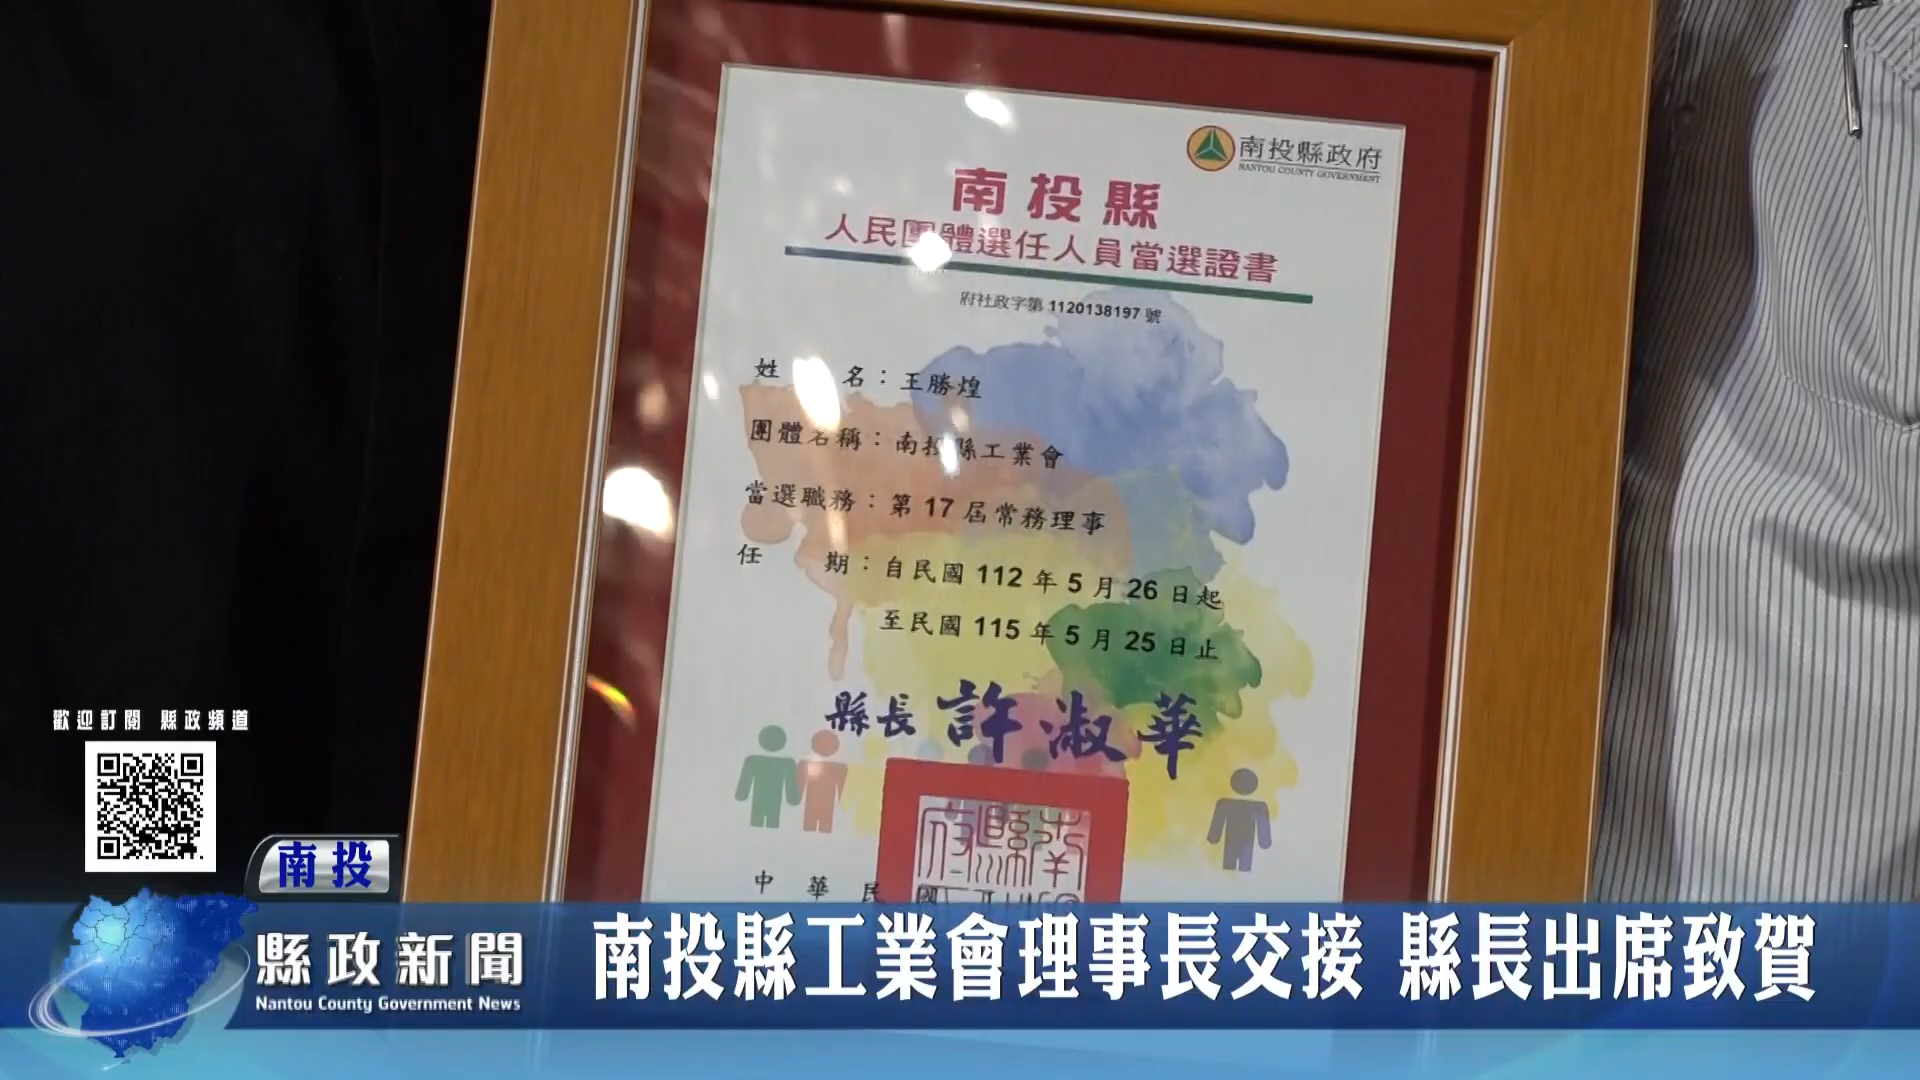 南投縣政府
NANTOU COUNTY GOVERNMENT
南投縣
人民團體選任人員當選證書
府社政字第 1120138197 號
姓 名：王勝煌
團體名稱：南投縣工業會
當選職務：第 17 屆常務理事
任 期：自民國 112 年 5 月 26 日起
至民國 115 年 5 月 25 日止
縣長 許淑華
中華民國
歡迎訂閱 縣政頻道
南投
縣政新聞
Nantou County Government News
南投縣工業會理事長交接 縣長出席致賀